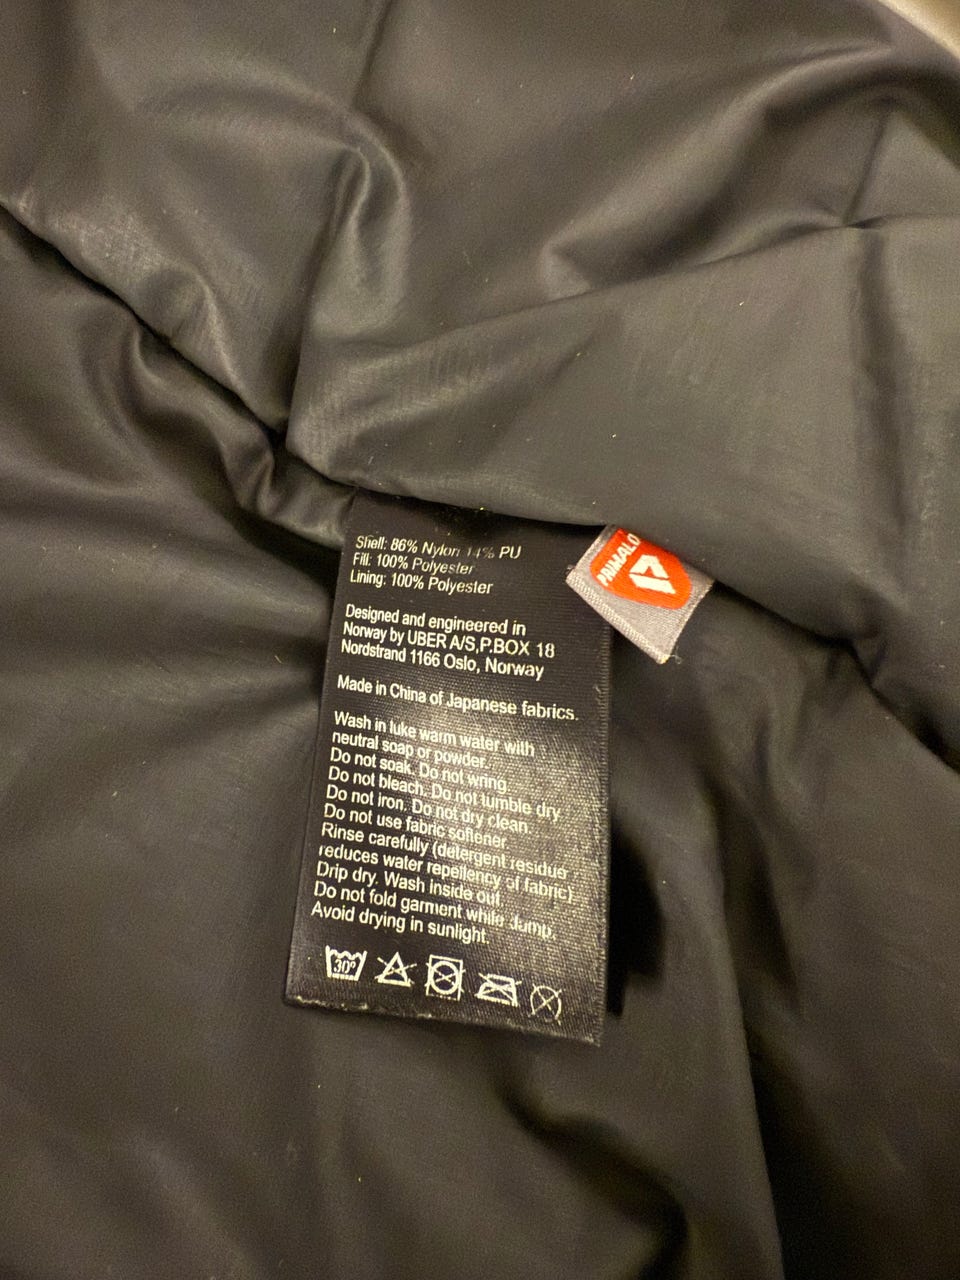 Shell: 86% Nylon 14% PU
Fill: 100% Polyester
Lining: 100% Polyester
Designed and engineered in
Norway by UBER A/S,P.BOX 18
Nordstrand 1166 Oslo, Norway
Made in China of Japanese fabrics.
Wash in luke warm water with
neutral soap or powder.
Do not soak. Do not wring.
Do not bleach. Do not tumble dry.
Do not iron. Do not dry clean.
Do not use fabric softener.
Rinse carefully (detergent residue
reduces water repellency of fabric).
Drip dry. Wash inside out.
Do not fold garment while damp.
Avoid drying in sunlight.
30°
PRIMALO